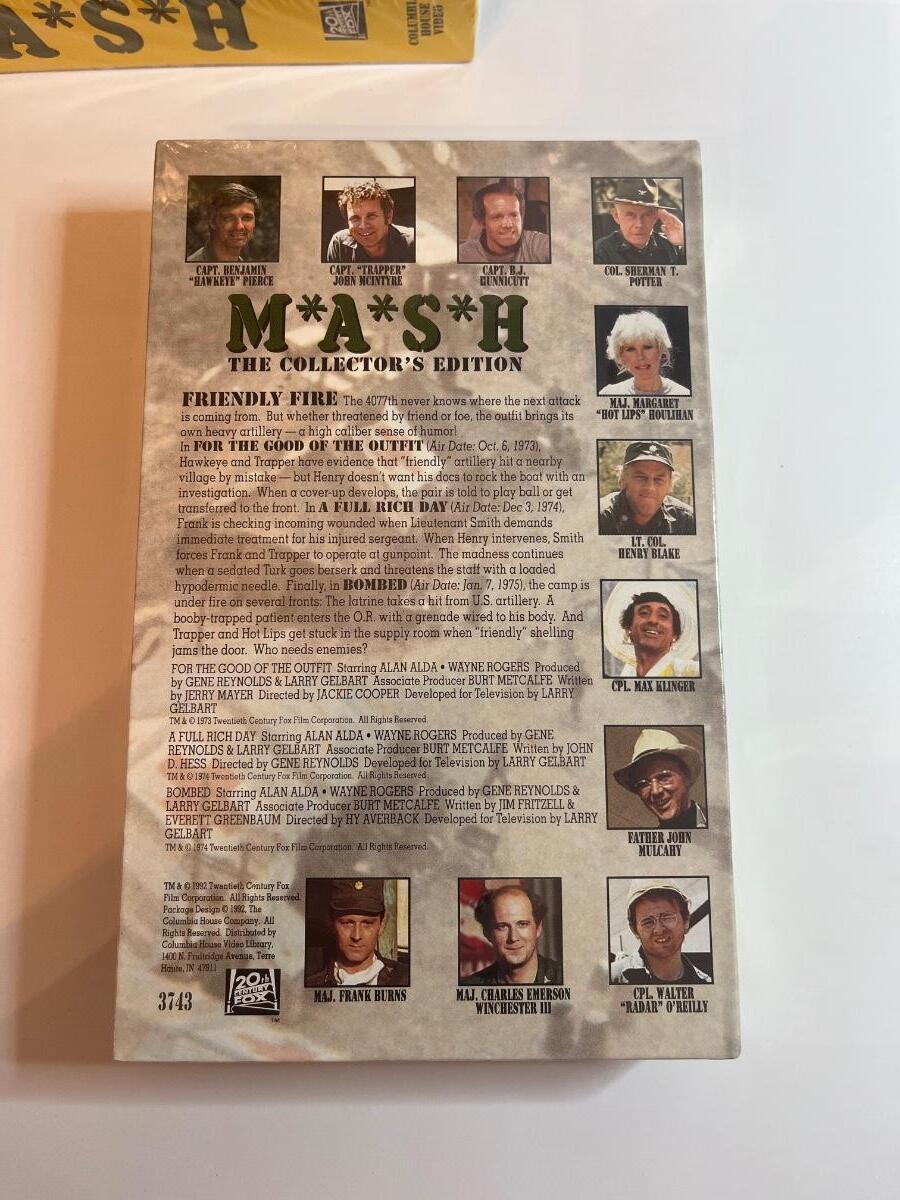 A*S*H
20th
CENTURY
FOX
COLUMBIA
HOUSE
VIDEO
CAPT. BENJAMIN
"HAWKEYE" PIERCE
CAPT. "TRAPPER"
JOHN MCINTYRE
CAPT. B.J.
HUNNICUTT
COL. SHERMAN T.
POTTER
M*A*S*H
THE COLLECTOR'S EDITION
MAJ. MARGARET
"HOT LIPS" HOULIHAN
FRIENDLY FIRE The 4077th never knows where the next attack
is coming from. But whether threatened by friend or foe, the outfit brings its
own heavy artillery — a high caliber sense of humor!
In FOR THE GOOD OF THE OUTFIT (Air Date: Oct. 6, 1973),
Hawkeye and Trapper have evidence that "friendly" artillery hit a nearby
village by mistake — but Henry doesn't want his docs to rock the boat with an
investigation. When a cover-up develops, the pair is told to play ball or get
transferred to the front. In A FULL RICH DAY (Air Date: Dec 3, 1974),
Frank is checking incoming wounded when Lieutenant Smith demands
immediate treatment for his injured sergeant. When Henry intervenes, Smith
forces Frank and Trapper to operate at gunpoint. The madness continues
when a sedated Turk goes berserk and threatens the staff with a loaded
hypodermic needle. Finally, in BOMBED (Air Date: Jan. 7, 1975), the camp is
under fire on several fronts: The latrine takes a hit from U.S. artillery. A
booby-trapped patient enters the O.R. with a grenade wired to his body. And
Trapper and Hot Lips get stuck in the supply room when "friendly" shelling
jams the door. Who needs enemies?
LT. COL.
HENRY BLAKE
CPL. MAX KLINGER
FOR THE GOOD OF THE OUTFIT Starring ALAN ALDA • WAYNE ROGERS Produced
by GENE REYNOLDS & LARRY GELBART Associate Producer BURT METCALFE Written
by JERRY MAYER Directed by JACKIE COOPER Developed for Television by LARRY
GELBART
TM & © 1973 Twentieth Century Fox Film Corporation. All Rights Reserved.
A FULL RICH DAY Starring ALAN ALDA • WAYNE ROGERS Produced by GENE
REYNOLDS & LARRY GELBART Associate Producer BURT METCALFE Written by JOHN
D. HESS Directed by GENE REYNOLDS Developed for Television by LARRY GELBART
TM & © 1974 Twentieth Century Fox Film Corporation. All Rights Reserved.
BOMBED Starring ALAN ALDA • WAYNE ROGERS Produced by GENE REYNOLDS &
LARRY GELBART Associate Producer BURT METCALFE Written by JIM FRITZELL &
EVERETT GREENBAUM Directed by HY AVERBACK Developed for Television by LARRY
GELBART
TM & © 1974 Twentieth Century Fox Film Corporation. All Rights Reserved.
FATHER JOHN
MULCAHY
TM & © 1992 Twentieth Century Fox
Film Corporation. All Rights Reserved.
Package Design © 1992, The
Columbia House Company. All
Rights Reserved. Distributed by
Columbia House Video Library,
1400 N. Fruitridge Avenue, Terre
Haute, IN 47811
3743
20th
CENTURY
FOX
TM
MAJ. FRANK BURNS
MAJ. CHARLES EMERSON
WINCHESTER III
CPL. WALTER
"RADAR" O'REILLY